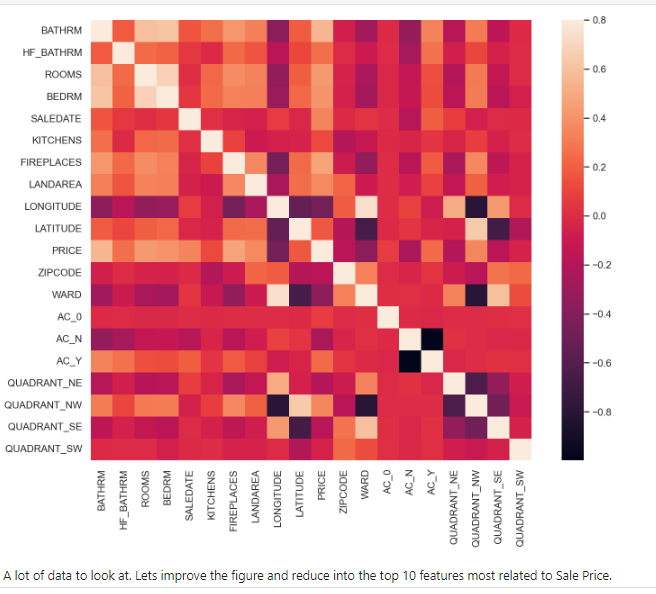 BATHRM
HF_BATHRM
ROOMS
BEDRM
SALEDATE
KITCHENS
FIREPLACES
LANDAREA
LONGITUDE
LATITUDE
PRICE
ZIPCODE
WARD
AC_0
AC_N
AC_Y
QUADRANT_NE
QUADRANT_NW
QUADRANT_SE
QUADRANT_SW
BATHRM
HF_BATHRM
ROOMS
BEDRM
SALEDATE
KITCHENS
FIREPLACES
LANDAREA
LONGITUDE
LATITUDE
PRICE
ZIPCODE
WARD
AC_0
AC_N
AC_Y
QUADRANT_NE
QUADRANT_NW
QUADRANT_SE
QUADRANT_SW
0.8
0.6
0.4
0.2
0.0
−0.2
−0.4
−0.6
−0.8
A lot of data to look at. Lets improve the figure and reduce into the top 10 features most related to Sale Price.